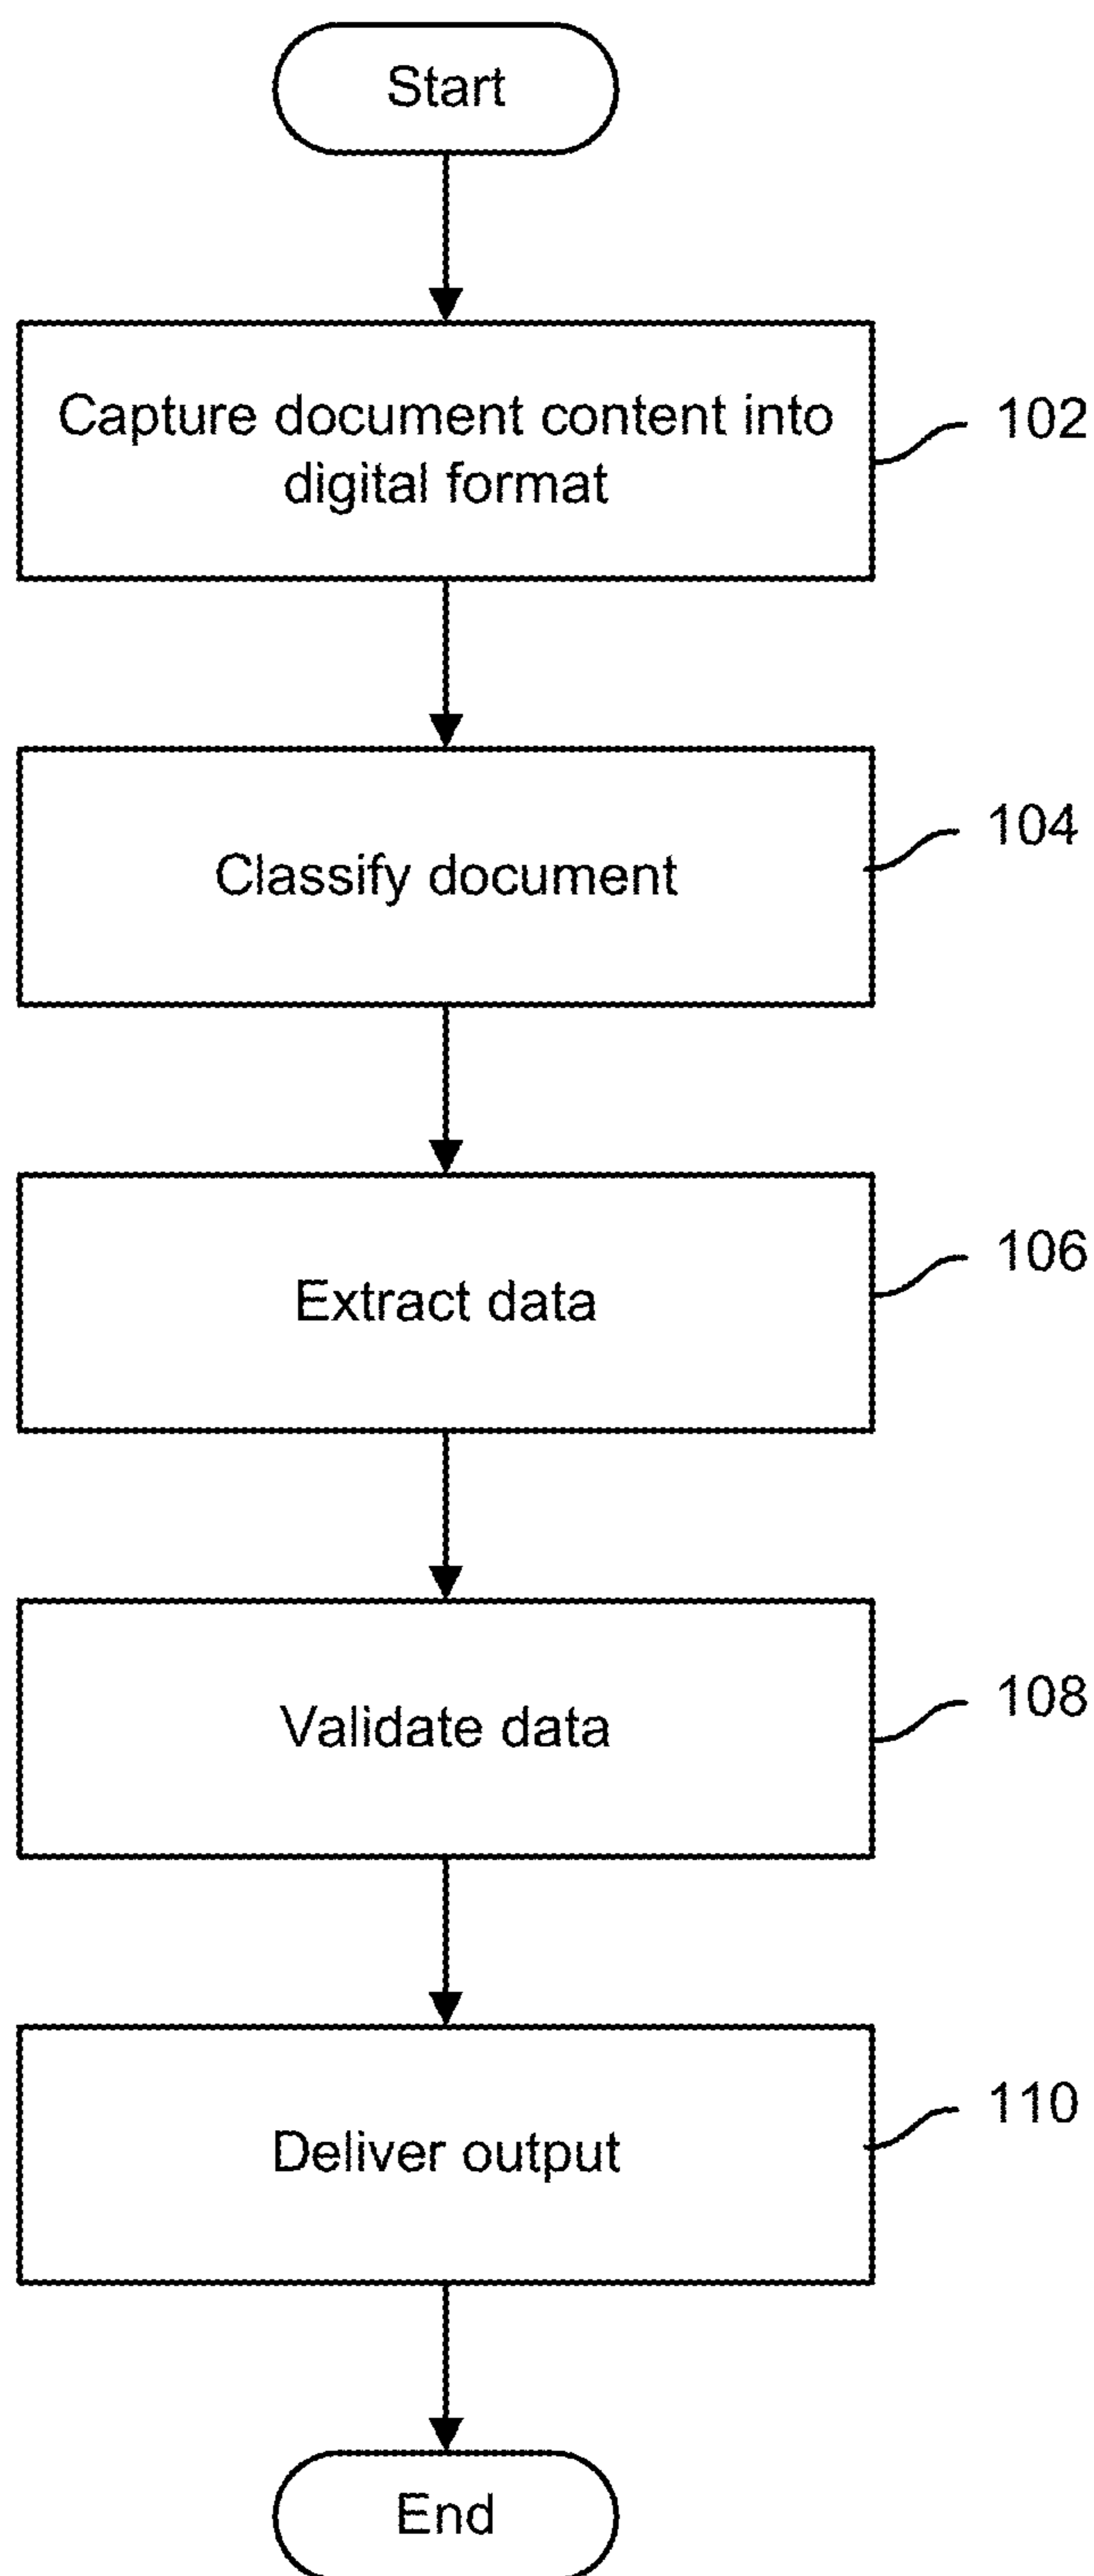 Start
Capture document content into
digital format
102
Classify document
104
Extract data
106
Validate data
108
Deliver output
110
End